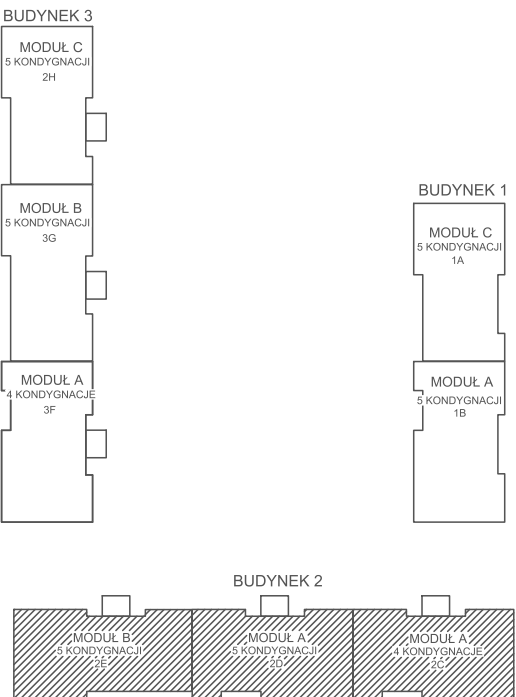 BUDYNEK 3
MODUŁ C
5 KONDYGNACJI
2H
MODUŁ B
5 KONDYGNACJI
3G
MODUŁ A
4 KONDYGNACJE
3F
BUDYNEK 1
MODUŁ C
5 KONDYGNACJI
1A
MODUŁ A
5 KONDYGNACJI
1B
BUDYNEK 2
MODUŁ B
5 KONDYGNACJI
2E
MODUŁ A
5 KONDYGNACJI
2D
MODUŁ A
4 KONDYGNACJE
2C